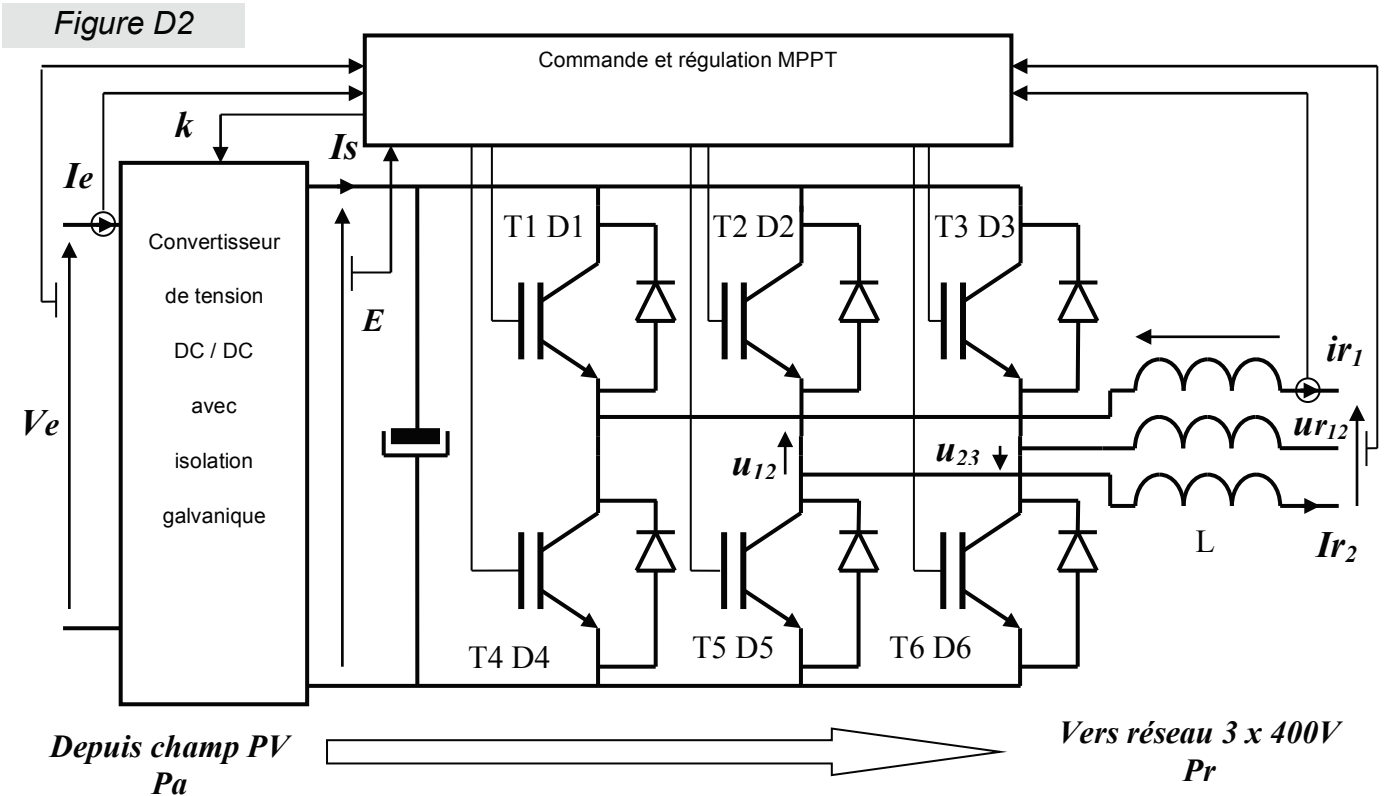 Figure D2
Commande et régulation MPPT
k
Is
Ie
Convertisseur
de tension
DC / DC
avec
isolation
galvanique
Ve
E
T1 D1
T2 D2
T3 D3
ir1
ur12
u12
u23
L
Ir2
T4 D4
T5 D5
T6 D6
Depuis champ PV
Pa
Vers réseau 3 x 400V
Pr